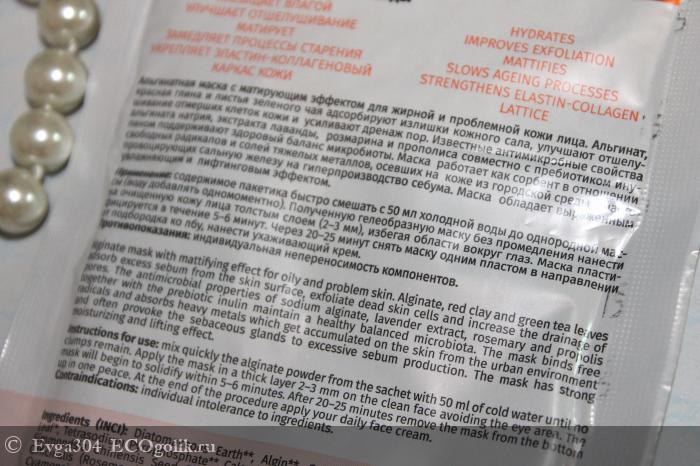 НАСЫЩАЕТ ВЛАГОЙ
УЛУЧШАЕТ ОТШЕЛУШИВАНИЕ
МАТИРУЕТ
ЗАМЕДЛЯЕТ ПРОЦЕССЫ СТАРЕНИЯ
УКРЕПЛЯЕТ ЭЛАСТИН-КОЛЛАГЕНОВЫЙ
КАРКАС КОЖИ
HYDRATES
IMPROVES EXFOLIATION
MATTIFIES
SLOWS AGEING PROCESSES
STRENGTHENS ELASTIN-COLLAGEN
LATTICE
Альгинатная маска с матирующим эффектом для жирной и проблемной кожи лица. Альгинат,
красная глина и листья зеленого чая адсорбируют излишки кожного сала, улучшают отшелу-
шивание отмерших клеток кожи и усиливают дренаж пор. Известные антимикробные свойства
альгината натрия, экстракта лаванды, розмарина и прополиса совместно с пребиотиком ину-
лином поддерживают здоровый баланс микробиоты. Маска работает как сорбент в отношении
свободных радикалов и солей тяжелых металлов, осевших на коже из городской среды и
провоцирующих сальную железу на гиперпродукцию себума. Маска обладает выраженным
увлажняющим и лифтинговым эффектом.
Применение: содержимое пакетика быстро смешать с 50 мл холодной воды до однородной мас-
сы (воду добавлять одномоментно). Полученную гелеобразную маску без промедления нанести
на очищенную кожу лица толстым слоем (2–3 мм), избегая области вокруг глаз. Маска пласти-
фицируется в течение 5–6 минут. Через 20–25 минут снять маску одним пластом в направлении
от подбородка ко лбу, нанести ухаживающий крем.
Противопоказания: индивидуальная непереносимость компонентов.
Alginate mask with mattifying effect for oily and problem skin. Alginate, red clay and green tea leaves
adsorb excess sebum from the skin surface, exfoliate dead skin cells and increase the drainage of
pores. The antimicrobial properties of sodium alginate, lavender extract, rosemary and propolis
together with the prebiotic inulin maintain a healthy balanced microbiota. The mask binds free
radicals and absorbs heavy metals which get accumulated on the skin from the urban environment
and often provoke the sebaceous glands to excessive sebum production. The mask has strong
moisturizing and lifting effect.
Instructions for use: mix quickly the alginate powder from the sachet with 50 ml of cold water until no
clumps remain. Apply the mask in a thick layer 2–3 mm on the clean face avoiding the eye area. The
mask will begin to solidify within 5–6 minutes. After 20–25 minutes remove the mask from the bottom
up in one peace. At the end of the procedure apply your daily face cream.
Contraindications: individual intolerance to ingredients.
Ingredients (INCI): Diatomaceous Earth**, Algin**,
Leaf*, Tetrasodium Pyrophosphate**
Evga304 ECOgolik.ru